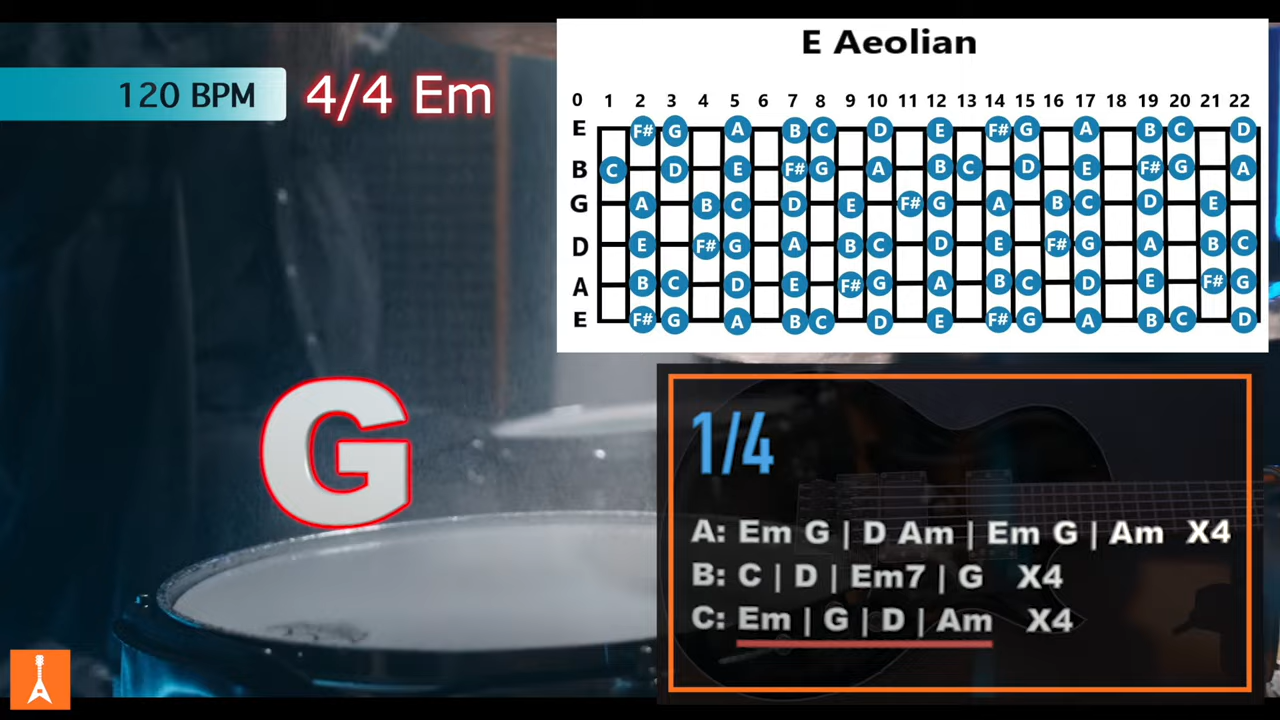 120 BPM
4/4 Em
E Aeolian
0 1 2 3 4 5 6 7 8 9 10 11 12 13 14 15 16 17 18 19 20 21 22
E F# G A B C D E F# G A B C D
B C D E F# G A B C D E F# G A
G A B C D E F# G A B C D E
D E F# G A B C D E F# G A B C
A B C D E F# G A B C D E F# G
E F# G A B C D E F# G A B C D
G
1/4
A: Em G | D Am | Em G | Am X4
B: C | D | Em7 | G X4
C: Em | G | D | Am X4